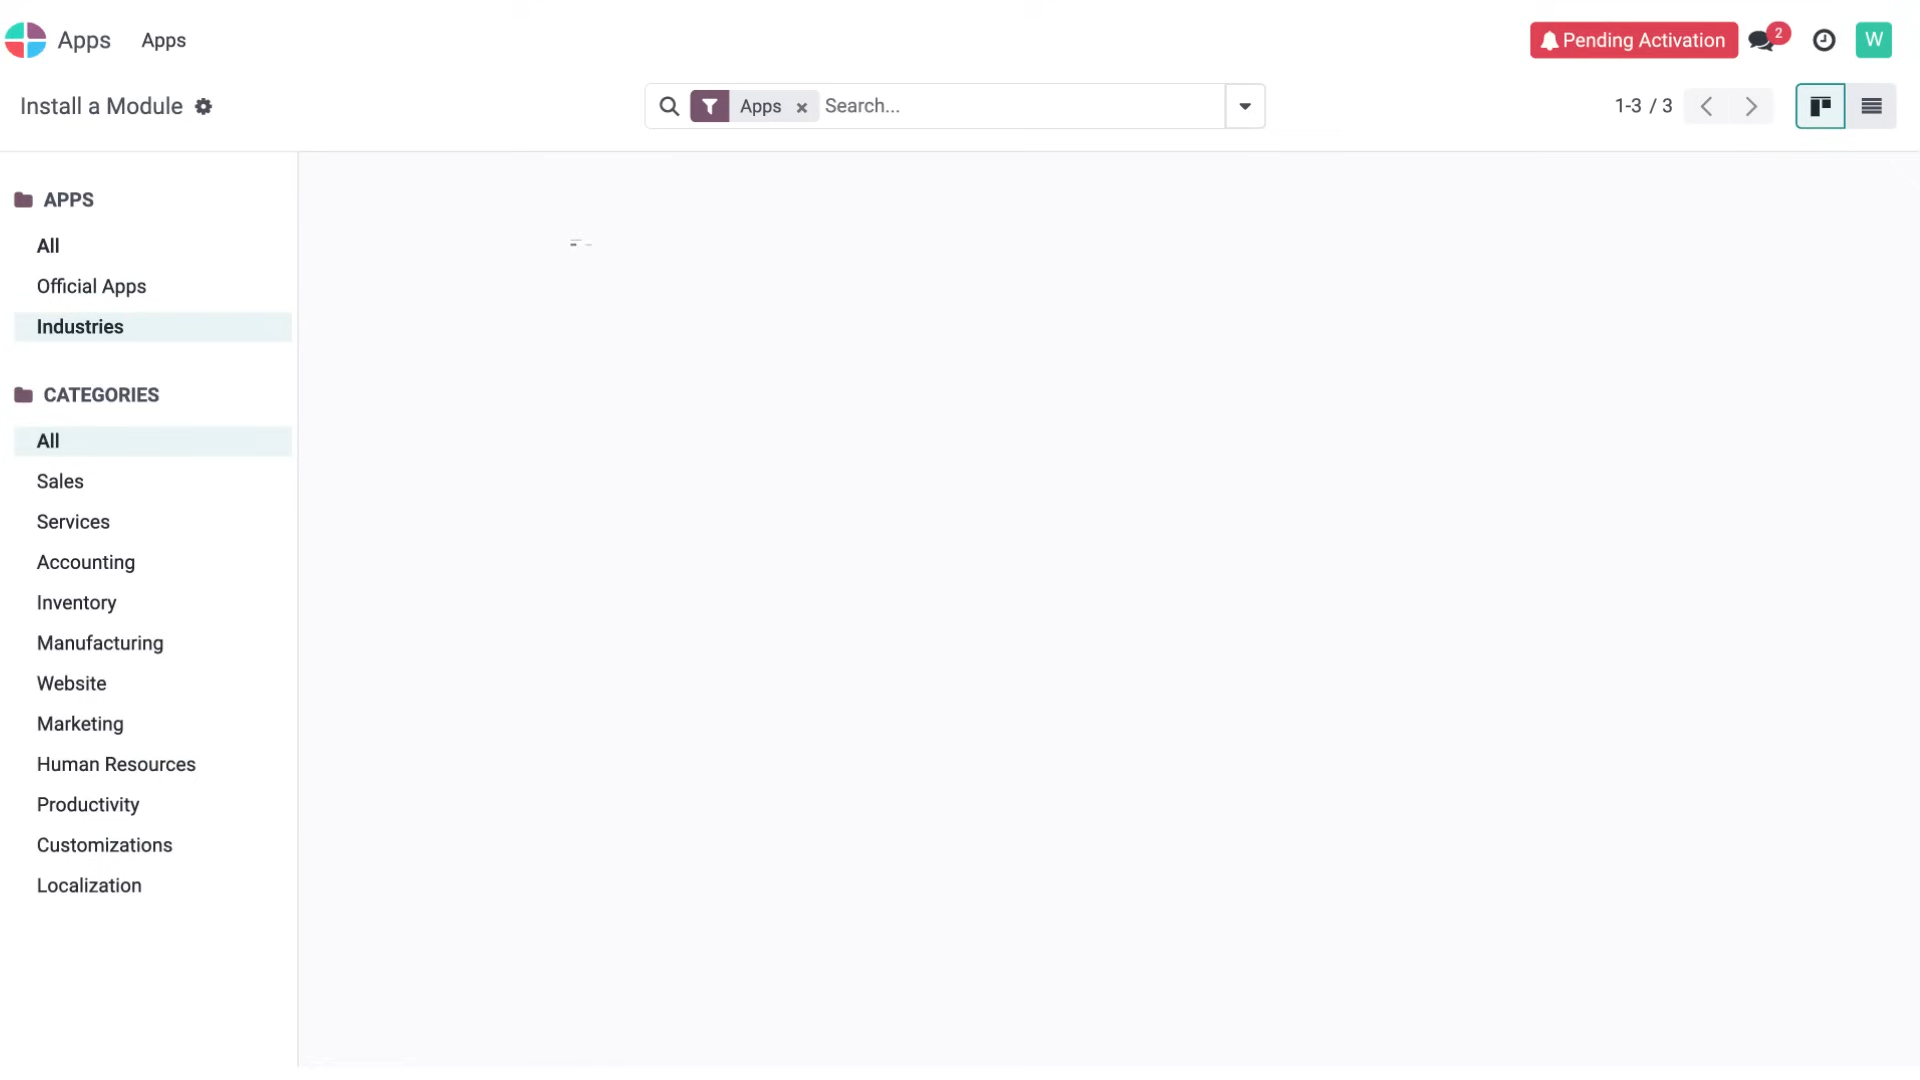 Apps Apps Pending Activation 2 W
Install a Module Apps × Search... 1-3 / 3
APPS
All
Official Apps
Industries
CATEGORIES
All
Sales
Services
Accounting
Inventory
Manufacturing
Website
Marketing
Human Resources
Productivity
Customizations
Localization